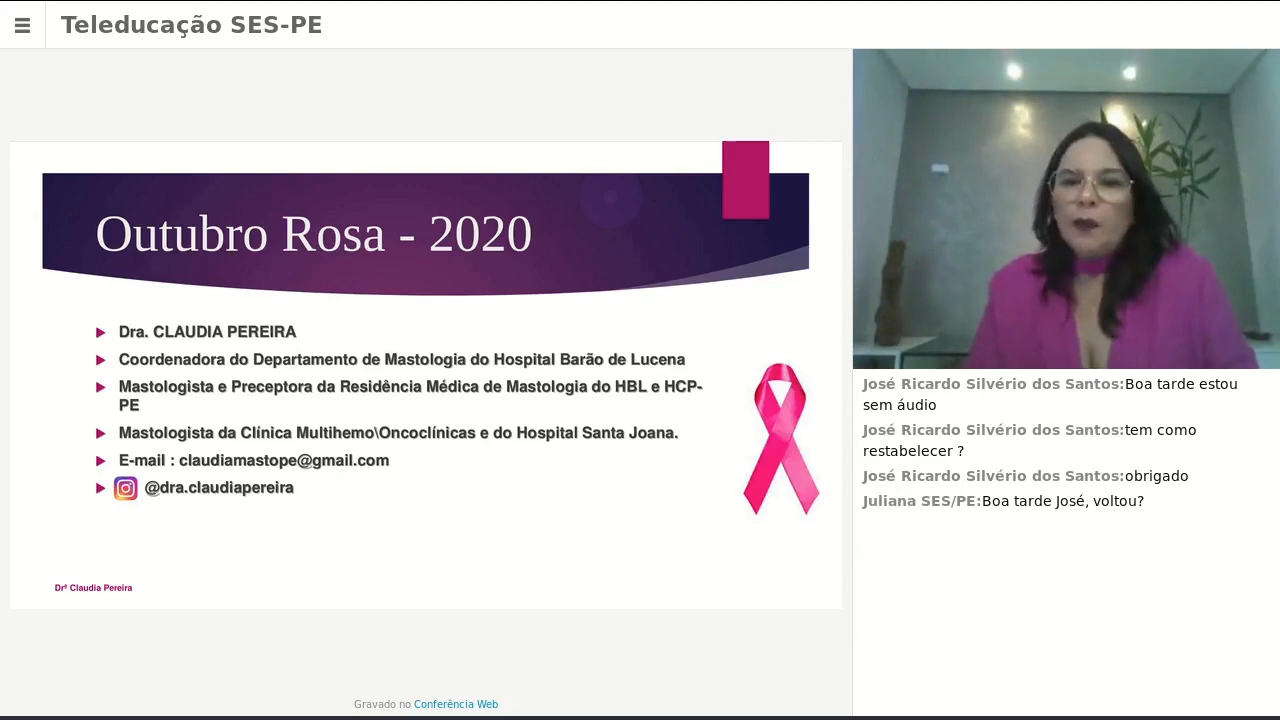 Teleducação SES-PE
Outubro Rosa - 2020
Dra. CLAUDIA PEREIRA
Coordenadora do Departamento de Mastologia do Hospital Barão de Lucena
Mastologista e Preceptora da Residência Médica de Mastologia do HBL e HCP-
PE
Mastologista da Clínica Multihemo\Oncoclínicas e do Hospital Santa Joana.
E-mail : claudiamastope@gmail.com
@dra.claudiapereira
Drª Claudia Pereira
Gravado no Conferência Web
José Ricardo Silvério dos Santos:Boa tarde estou
sem áudio
José Ricardo Silvério dos Santos:tem como
restabelecer ?
José Ricardo Silvério dos Santos:obrigado
Juliana SES/PE:Boa tarde José, voltou?